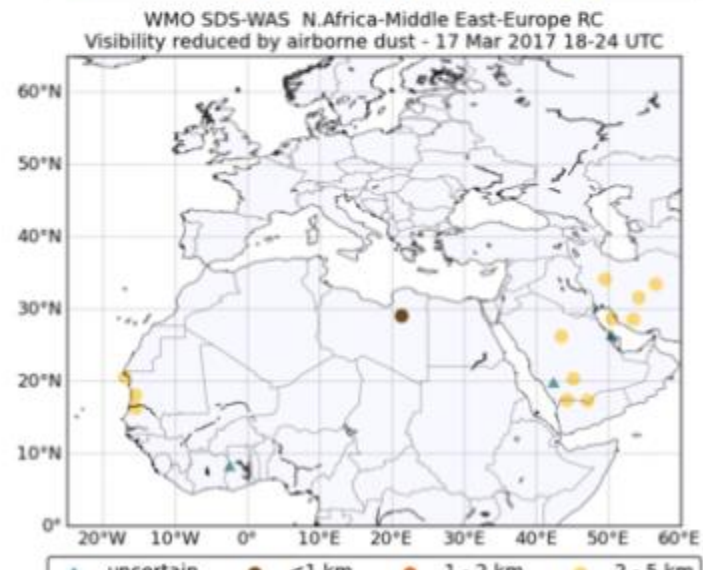 WMO SDS-WAS N.Africa-Middle East-Europe RC
Visibility reduced by airborne dust - 17 Mar 2017 18-24 UTC
60°N
50°N
40°N
30°N
20°N
10°N
0°
20°W 10°W 0° 10°E 20°E 30°E 40°E 50°E 60°E
uncertain <1 km 1 - 2 km 2 - 5 km